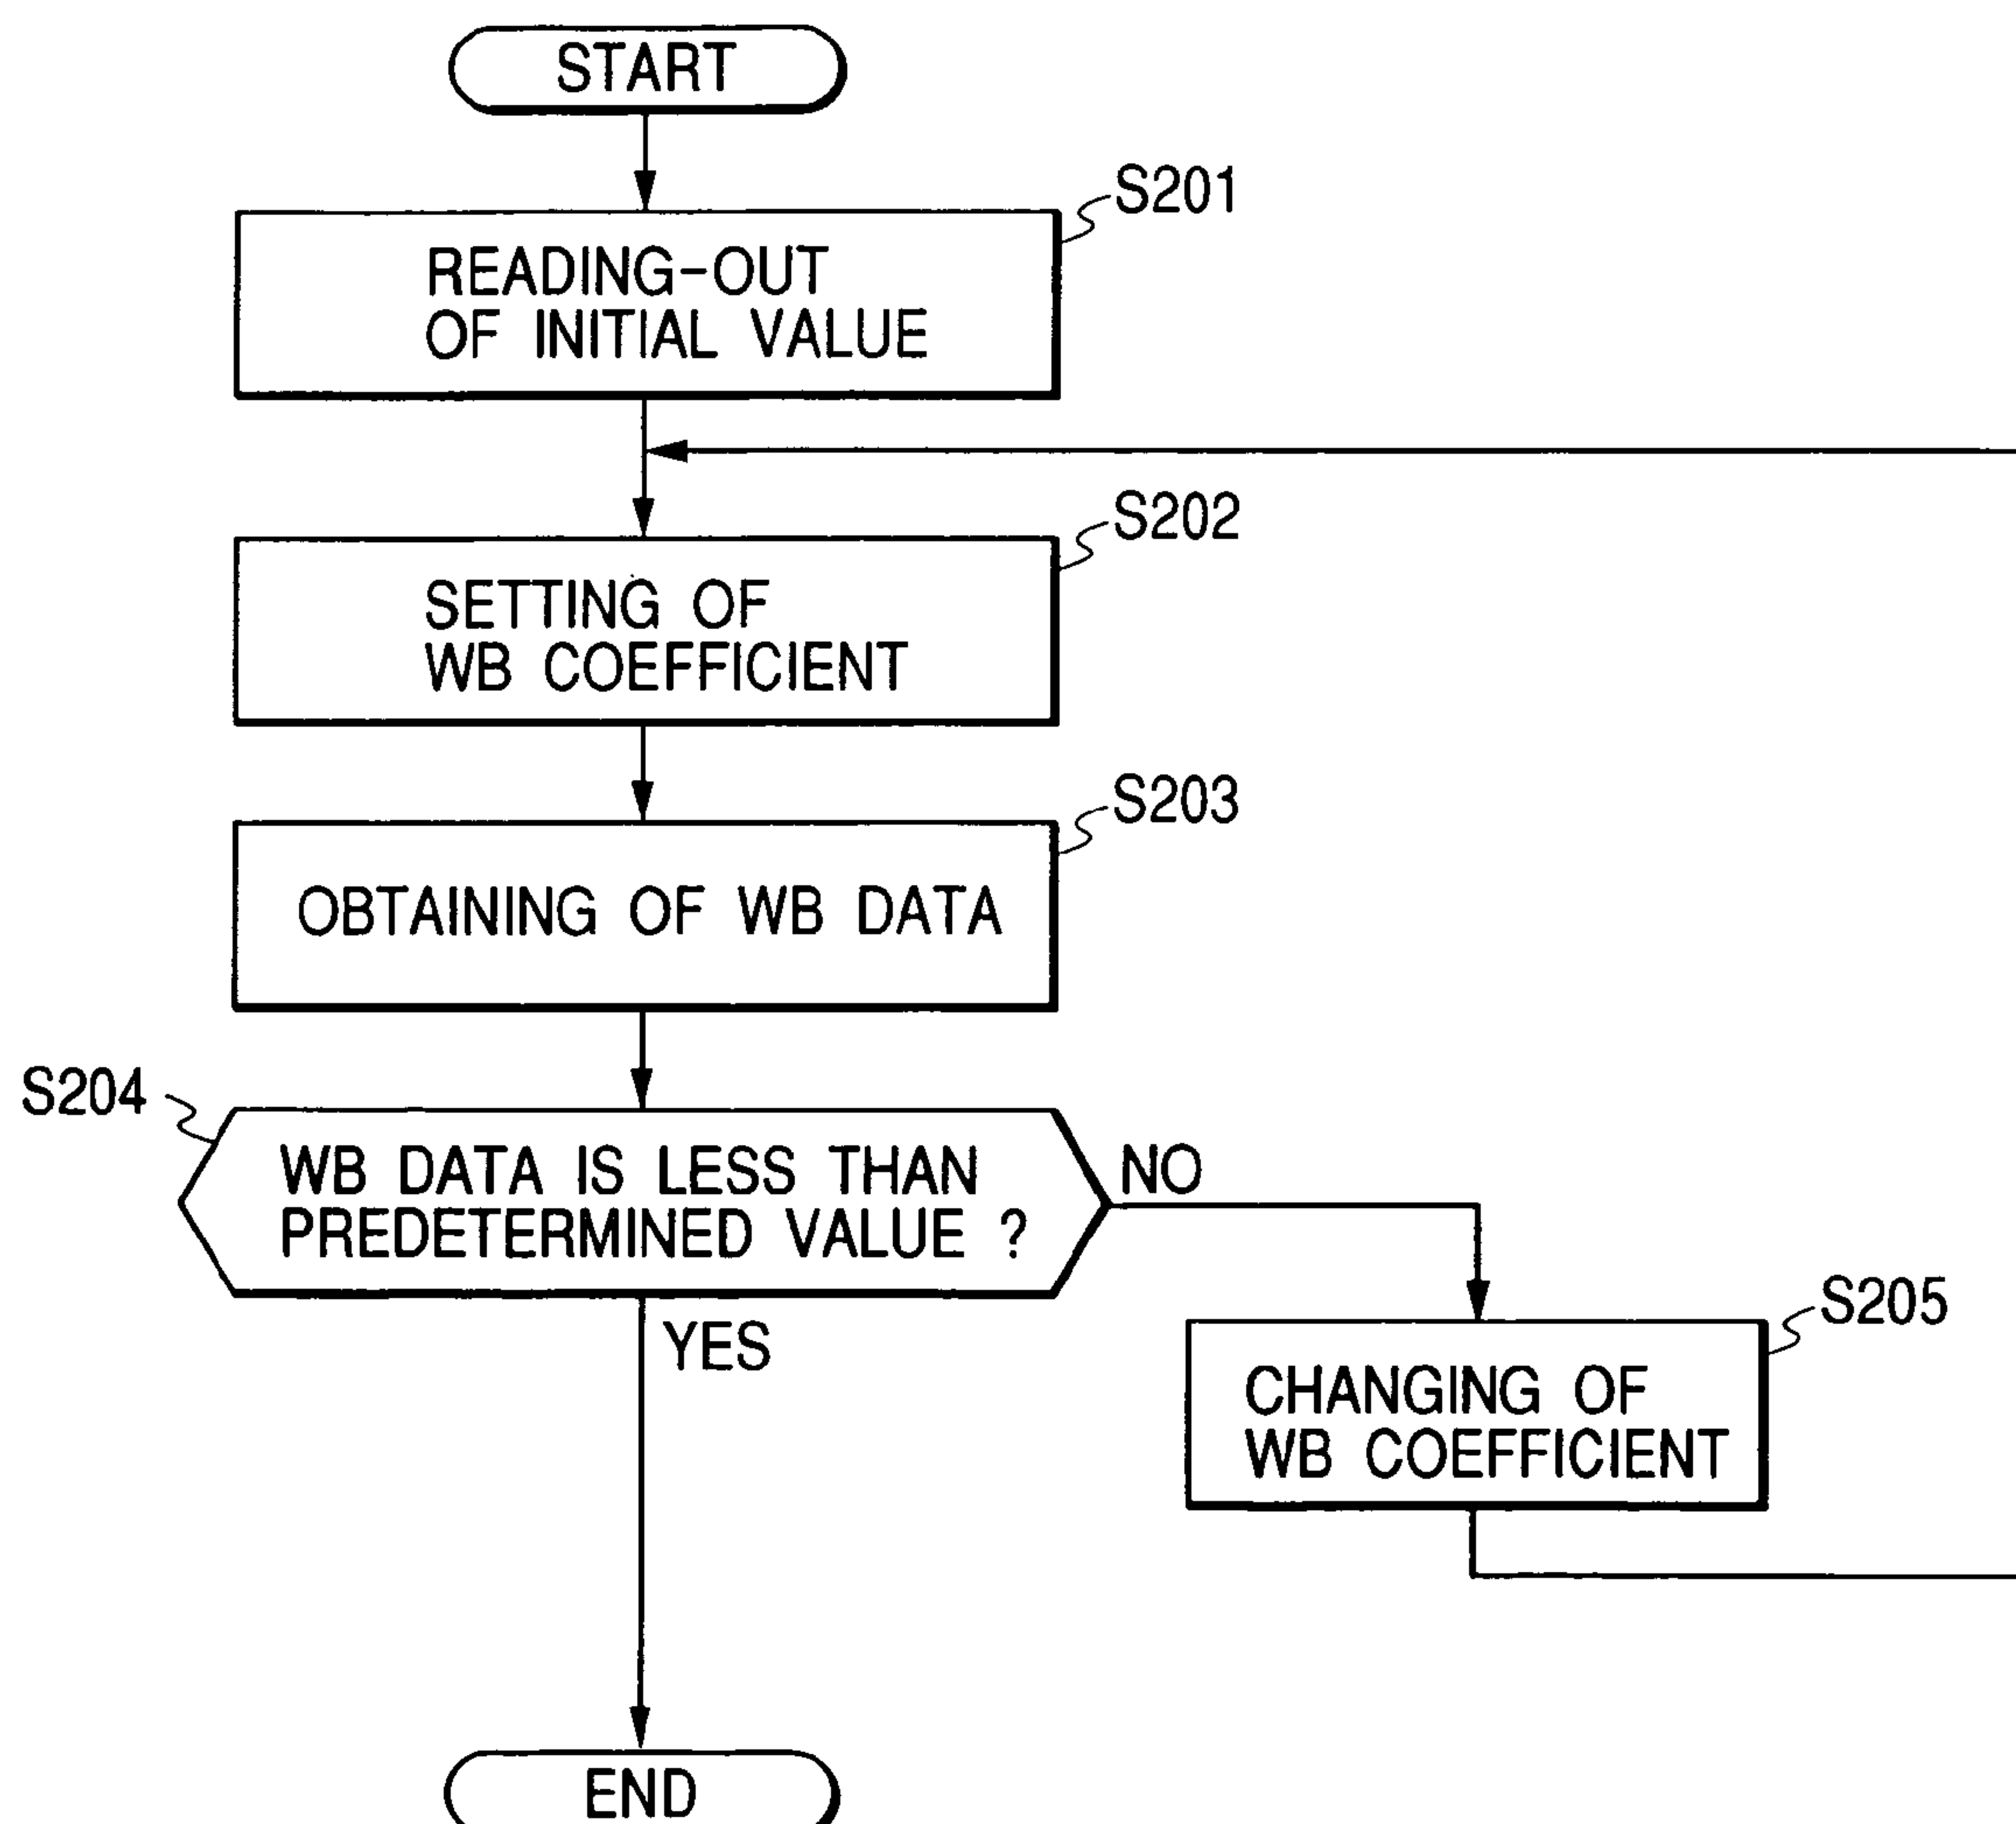 START
S201
READING-OUT
OF INITIAL VALUE
S202
SETTING OF
WB COEFFICIENT
S203
OBTAINING OF WB DATA
S204
WB DATA IS LESS THAN
PREDETERMINED VALUE ?
NO
YES
S205
CHANGING OF
WB COEFFICIENT
END